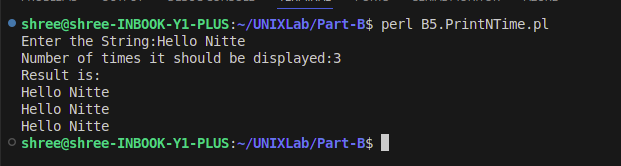 shree@shree-INBOOK-Y1-PLUS:~/UNIXLab/Part-B$ perl B5.PrintNTime.pl
Enter the String:Hello Nitte
Number of times it should be displayed:3
Result is:
Hello Nitte
Hello Nitte
Hello Nitte
shree@shree-INBOOK-Y1-PLUS:~/UNIXLab/Part-B$